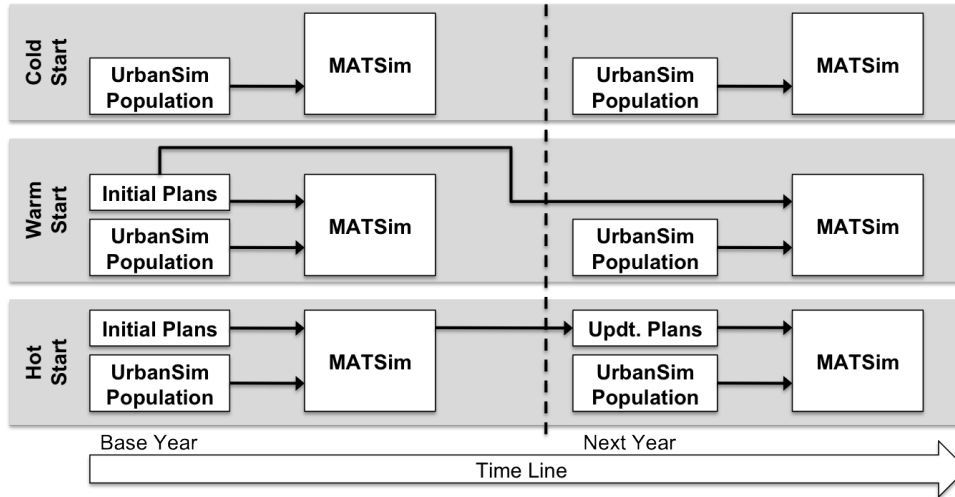 Cold
Start
UrbanSim
Population
MATSim
UrbanSim
Population
MATSim
Warm
Start
Initial Plans
UrbanSim
Population
MATSim
UrbanSim
Population
MATSim
Hot
Start
Initial Plans
UrbanSim
Population
MATSim
Updt. Plans
UrbanSim
Population
MATSim
Base Year
Next Year
Time Line